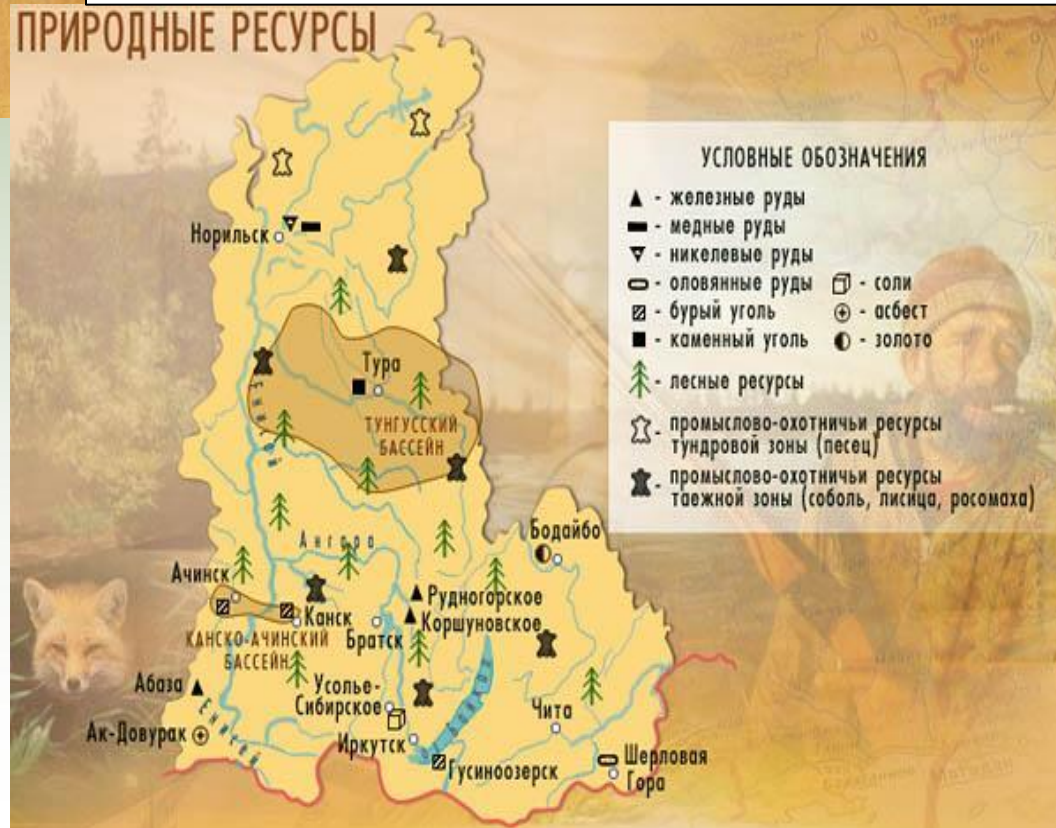 ПРИРОДНЫЕ РЕСУРСЫ
УСЛОВНЫЕ ОБОЗНАЧЕНИЯ
- железные руды
- медные руды
- никелевые руды
- оловянные руды
- соли
- бурый уголь
- асбест
- каменный уголь
- золото
- лесные ресурсы
- промыслово-охотничьи ресурсы
тундровой зоны (песец)
- промыслово-охотничьи ресурсы
таежной зоны (соболь, лисица, росомаха)
Норильск
Тура
Енисей
ТУНГУССКИЙ
БАССЕЙН
Ангара
Бодайбо
Ачинск
Рудногорское
Канск
Коршуновское
КАНСКО-АЧИНСКИЙ
БАССЕЙН
Братск
Абаза
Енисей
Усолье-
Сибирское
Чита
Ак-Довурак
Иркутск
Гусиноозерск
Шерловая
Гора